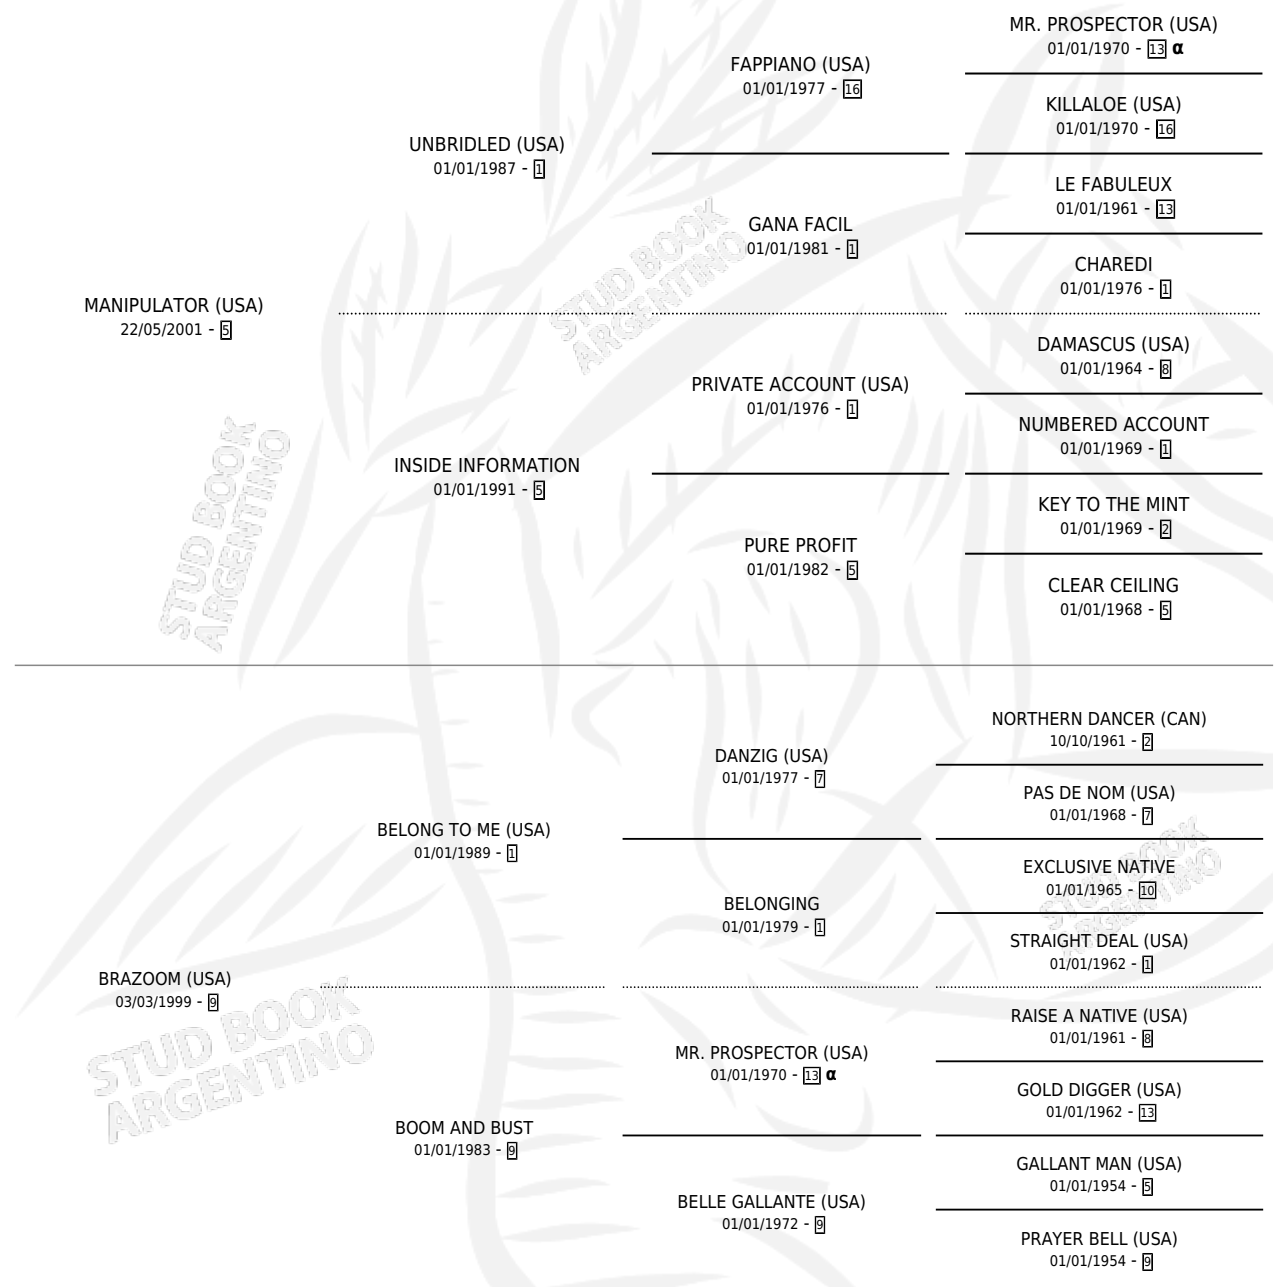 MR. PROSPECTOR (USA)
01/01/1970 - 13 α
FAPPIANO (USA)
01/01/1977 - 16
KILLALOE (USA)
01/01/1970 - 16
UNBRIDLED (USA)
01/01/1987 - 1
LE FABULEUX
01/01/1961 - 13
GANA FACIL
01/01/1981 - 1
CHAREDI
01/01/1976 - 1
STUD BOOK
ARGENTINO
MANIPULATOR (USA)
22/05/2001 - 5
DAMASCUS (USA)
01/01/1964 - 8
PRIVATE ACCOUNT (USA)
01/01/1976 - 1
NUMBERED ACCOUNT
01/01/1969 - 1
INSIDE INFORMATION
01/01/1991 - 5
KEY TO THE MINT
01/01/1969 - 2
PURE PROFIT
01/01/1982 - 5
CLEAR CEILING
01/01/1968 - 5
STUD BOOK
ARGENTINO
NORTHERN DANCER (CAN)
10/10/1961 - 2
DANZIG (USA)
01/01/1977 - 7
PAS DE NOM (USA)
01/01/1968 - 7
BELONG TO ME (USA)
01/01/1989 - 1
EXCLUSIVE NATIVE
01/01/1965 - 10
BELONGING
01/01/1979 - 1
STRAIGHT DEAL (USA)
01/01/1962 - 1
STUD BOOK
ARGENTINO
BRAZOOM (USA)
03/03/1999 - 9
RAISE A NATIVE (USA)
01/01/1961 - 8
MR. PROSPECTOR (USA)
01/01/1970 - 13 α
GOLD DIGGER (USA)
01/01/1962 - 13
STUD BOOK
ARGENTINO
BOOM AND BUST
01/01/1983 - 9
GALLANT MAN (USA)
01/01/1954 - 5
BELLE GALLANTE (USA)
01/01/1972 - 9
PRAYER BELL (USA)
01/01/1954 - 9